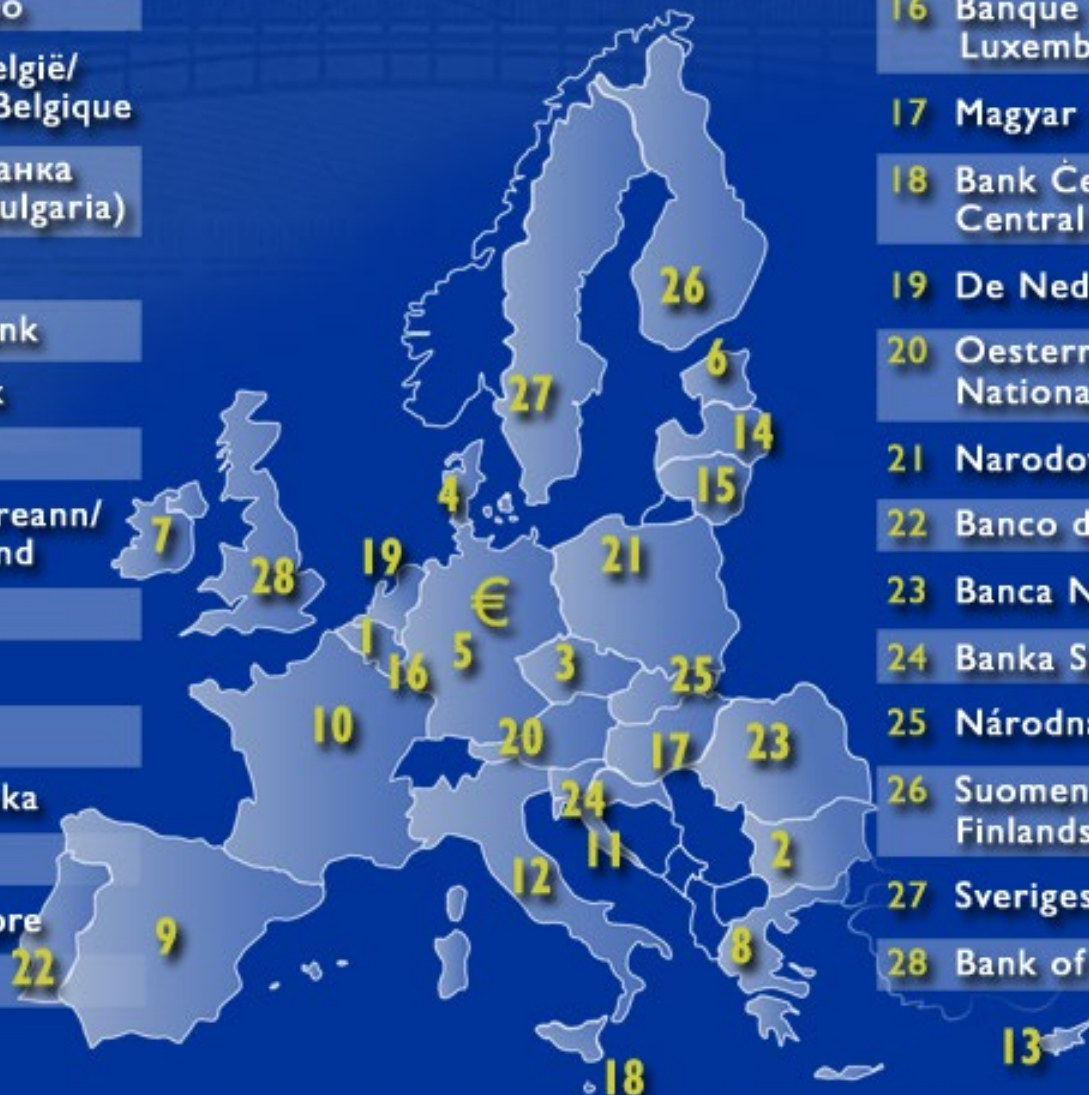 о
elgië/
Belgique
анка
ulgaria)
nk
k
reann/
nd
ka
ore
26
6
27
14
15
4
7
28
19
21
€
1
5
16
3
25
10
20
17
23
24
11
2
12
9
8
22
18
13
16 Banque
Luxemb
17 Magyar
18 Bank Ċe
Central
19 De Ned
20 Oesterr
Nationa
21 Narodo
22 Banco d
23 Banca N
24 Banka S
25 Národn
26 Suomen
Finlands
27 Sveriges
28 Bank of